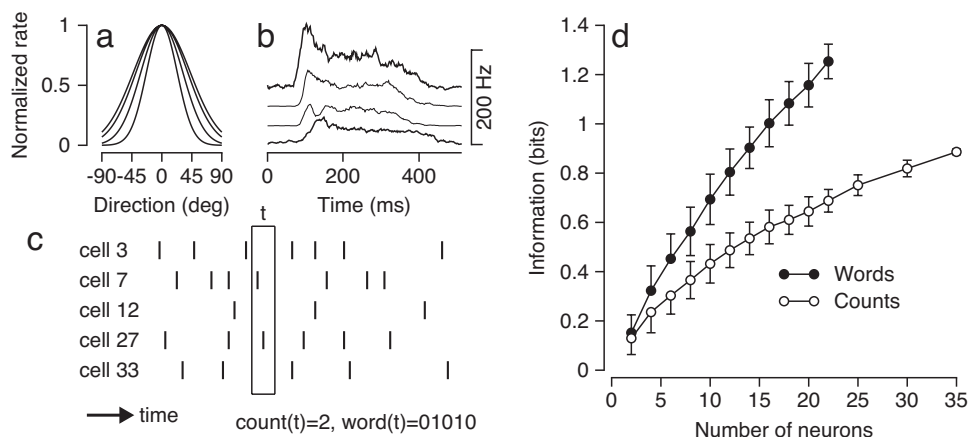 a
Normalized rate
1
0.5
0
-90 -45 0 45 90
Direction (deg)
b
200 Hz
0 200 400
Time (ms)
c
t
cell 3
cell 7
cell 12
cell 27
cell 33
time
count(t)=2, word(t)=01010
d
Information (bits)
1.4
1.2
1
0.8
0.6
0.4
0.2
0
Words
Counts
0 5 10 15 20 25 30 35
Number of neurons